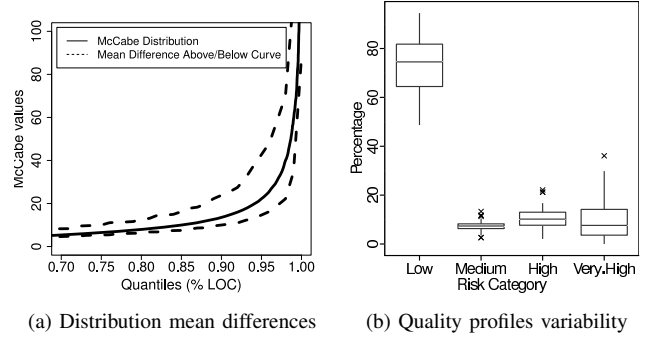 McCabe Distribution
Mean Difference Above/Below Curve
McCabe values
0
20
40
60
80
100
0.70 0.75 0.80 0.85 0.90 0.95 1.00
Quantiles (% LOC)
(a) Distribution mean differences
Percentage
0
20
40
60
80
Low Medium High Very.High
Risk Category
(b) Quality profiles variability